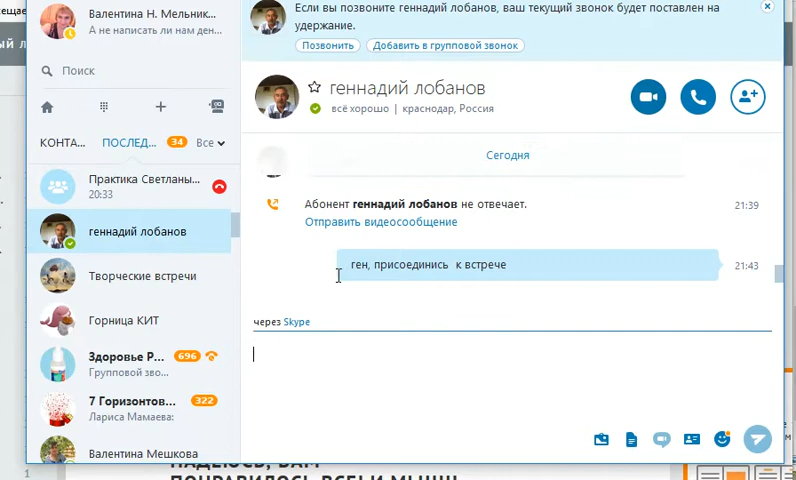 Если вы позвоните геннадий лобанов, ваш текущий звонок будет поставлен на
удержание.
Позвонить
Добавить в групповой звонок
Валентина Н. Мельник...
А не написать ли нам ден...
Поиск
КОНТА...
ПОСЛЕД...
34
Все
Практика Светланы...
20:33
геннадий лобанов
Творческие встречи
Горница КИТ
Здоровье Р...
696
Групповой зво...
7 Горизонтов...
322
Лариса Мамаева:
Валентина Мешкова
геннадий лобанов
всё хорошо | краснодар, Россия
Сегодня
Абонент геннадий лобанов не отвечает.
21:39
Отправить видеосообщение
ген, присоединись к встрече
21:43
через Skype